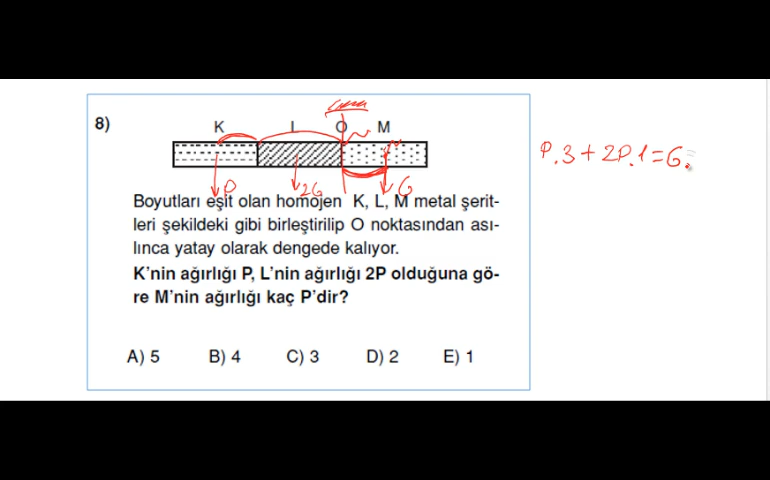 8)
K L O M
P 2G G
P.3 + 2P.1 = G.
Boyutları eşit olan homojen K, L, M metal şerit-
leri şekildeki gibi birleştirilip O noktasından ası-
lınca yatay olarak dengede kalıyor.
K'nin ağırlığı P, L'nin ağırlığı 2P olduğuna gö-
re M'nin ağırlığı kaç P'dir?
A) 5 B) 4 C) 3 D) 2 E) 1